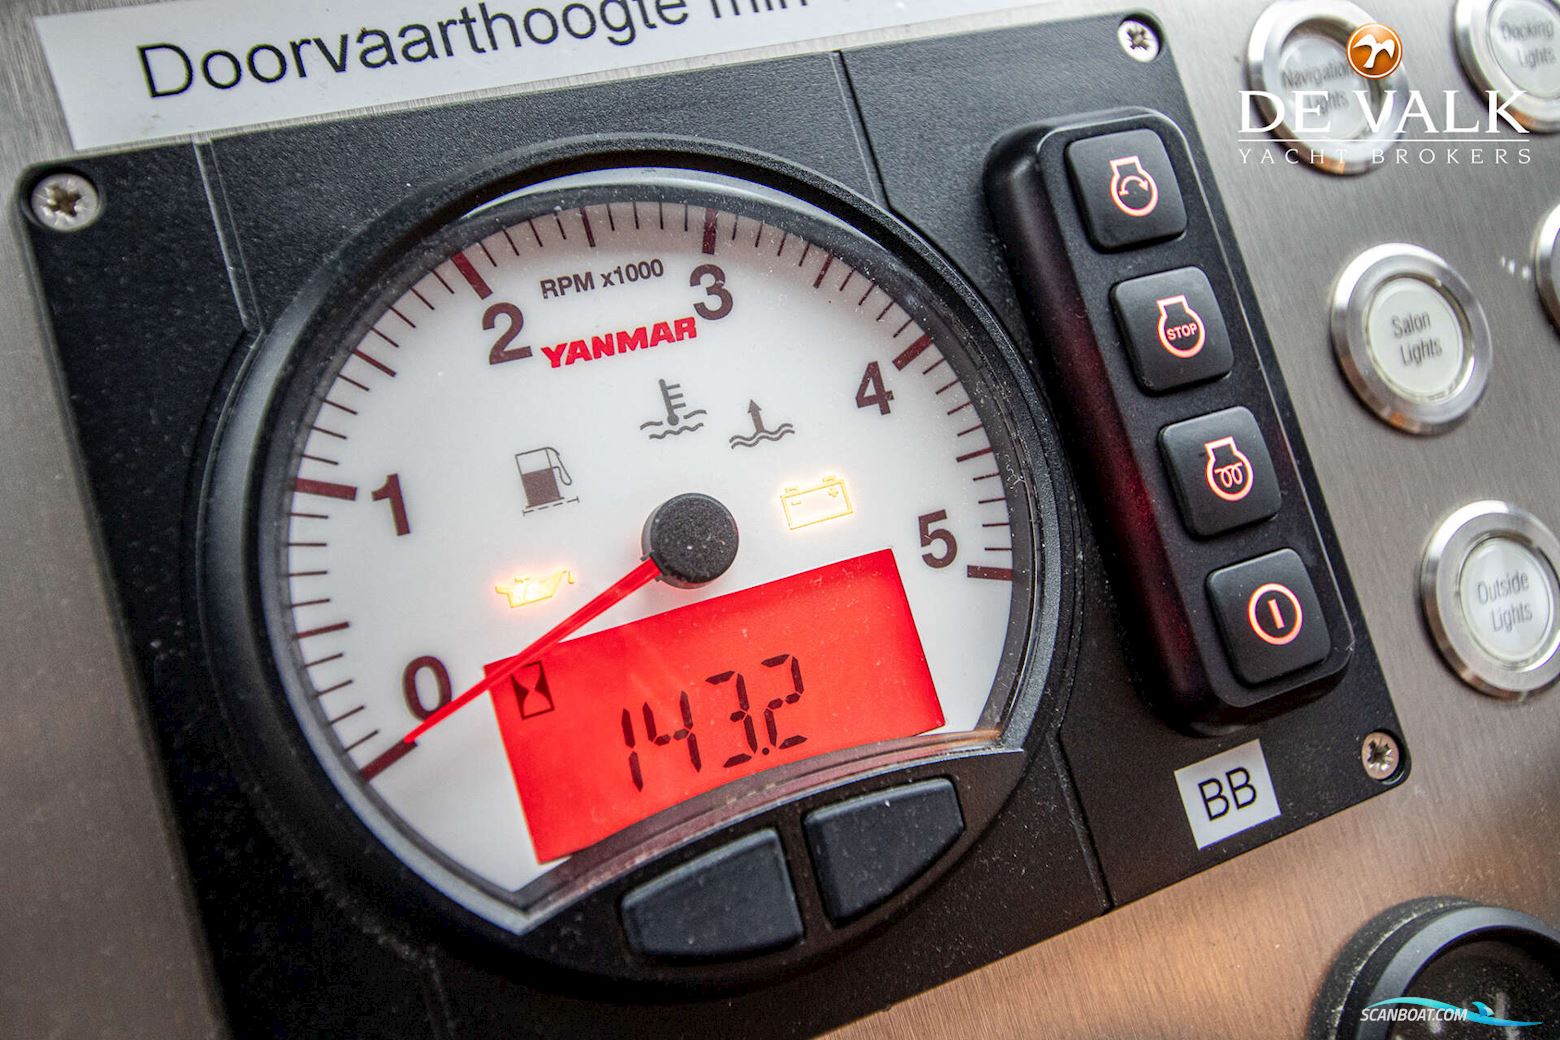 Doorvaarthoogte min
DE VALK
YACHT BROKERS
Navigation
Lights
Docking
Lights
RPM x1000
YANMAR
0
1
2
3
4
5
143.2
STOP
Salon
Lights
Outside
Lights
BB
SCANBOAT.COM